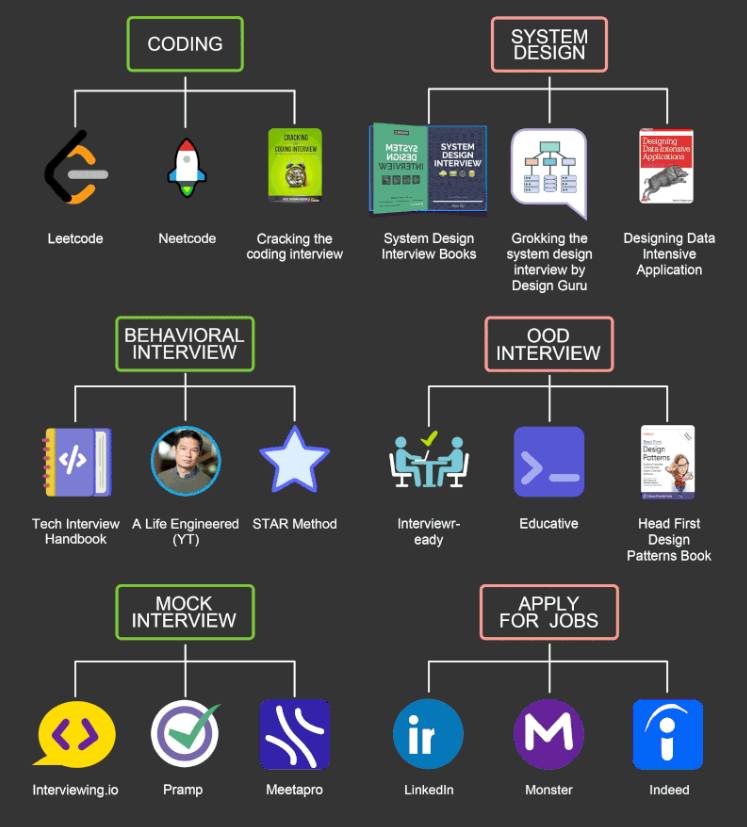 CODING
Leetcode
Neetcode
CRACKING
CODING INTERVIEW
Cracking the
coding interview
SYSTEM
DESIGN
SYSTEM
DESIGN
INTERVIEW
SYSTEM
DESIGN
INTERVIEW
System Design
Interview Books
Grokking the
system design
interview by
Design Guru
Designing
Data-Intensive
Applications
Designing Data
Intensive
Application
BEHAVIORAL
INTERVIEW
</>
Tech Interview
Handbook
A Life Engineered
(YT)
STAR Method
OOD
INTERVIEW
Interviewr-
eady
Educative
Head First
Design
Patterns
Head First
Design
Patterns Book
MOCK
INTERVIEW
Interviewing.io
Pramp
Meetapro
APPLY
FOR JOBS
ir
LinkedIn
M
Monster
i
Indeed